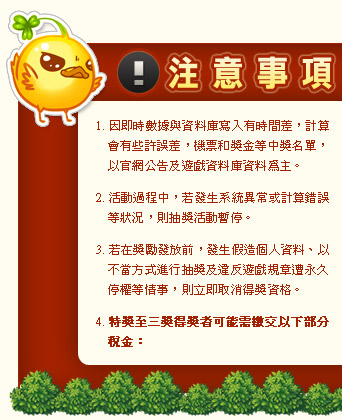 注意事項
1. 因即時數據與資料庫寫入有時間差，計算
會有些許誤差，機票和獎金等中獎名單，
以官網公告及遊戲資料庫資料為主。
2. 活動過程中，若發生系統異常或計算錯誤
等狀況，則抽獎活動暫停。
3. 若在獎勵發放前，發生假造個人資料、以
不當方式進行抽獎及違反遊戲規章遭永久
停權等情事，則立即取消得獎資格。
4. 特獎至三獎得獎者可能需繳交以下部分
稅金：